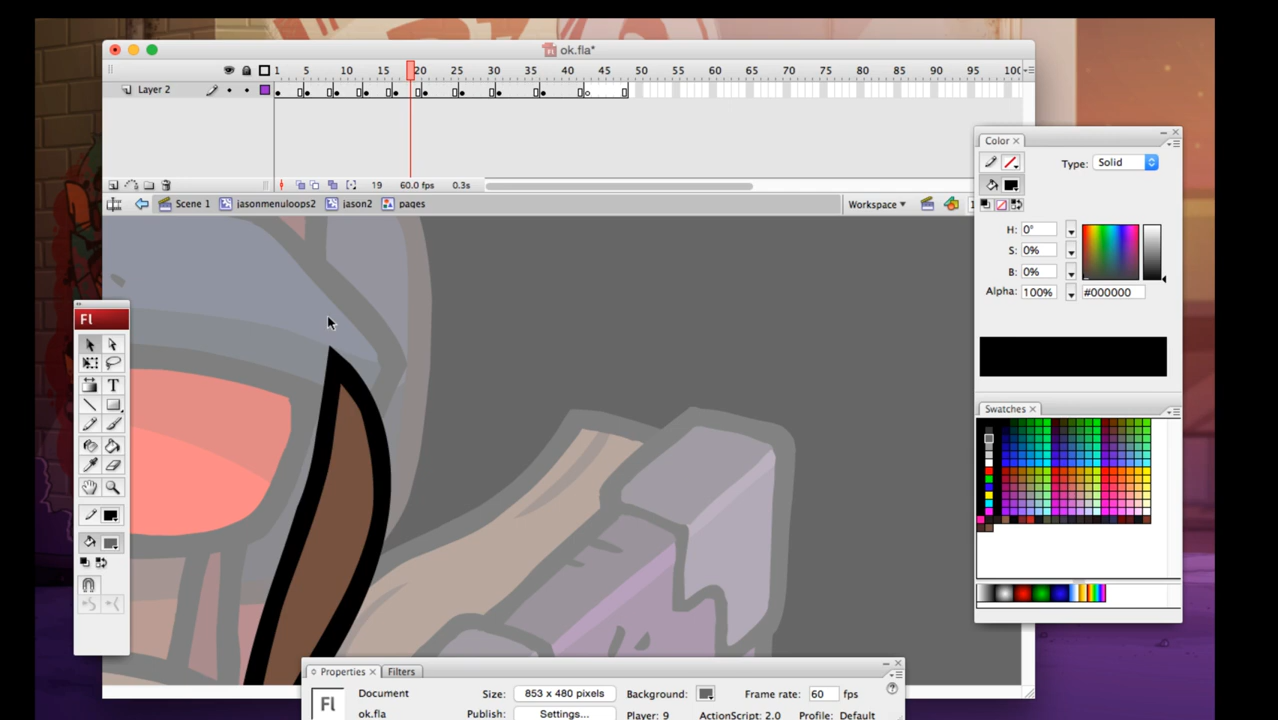 ok.fla*
1 5 10 15 20 25 30 35 40 45 50 55 60 65 70 75 80 85 90 95 100
Layer 2
19 60.0 fps 0.3s
Scene 1 jasonmenuloops2 jason2 pages Workspace
Color
Type: Solid
H: 0°
S: 0%
B: 0%
Alpha: 100% #000000
Fl
T
Swatches
Properties Filters
Fl
Document Size: 853 x 480 pixels Background: Frame rate: 60 fps
ok.fla Publish: Settings... Player: 9 ActionScript: 2.0 Profile: Default